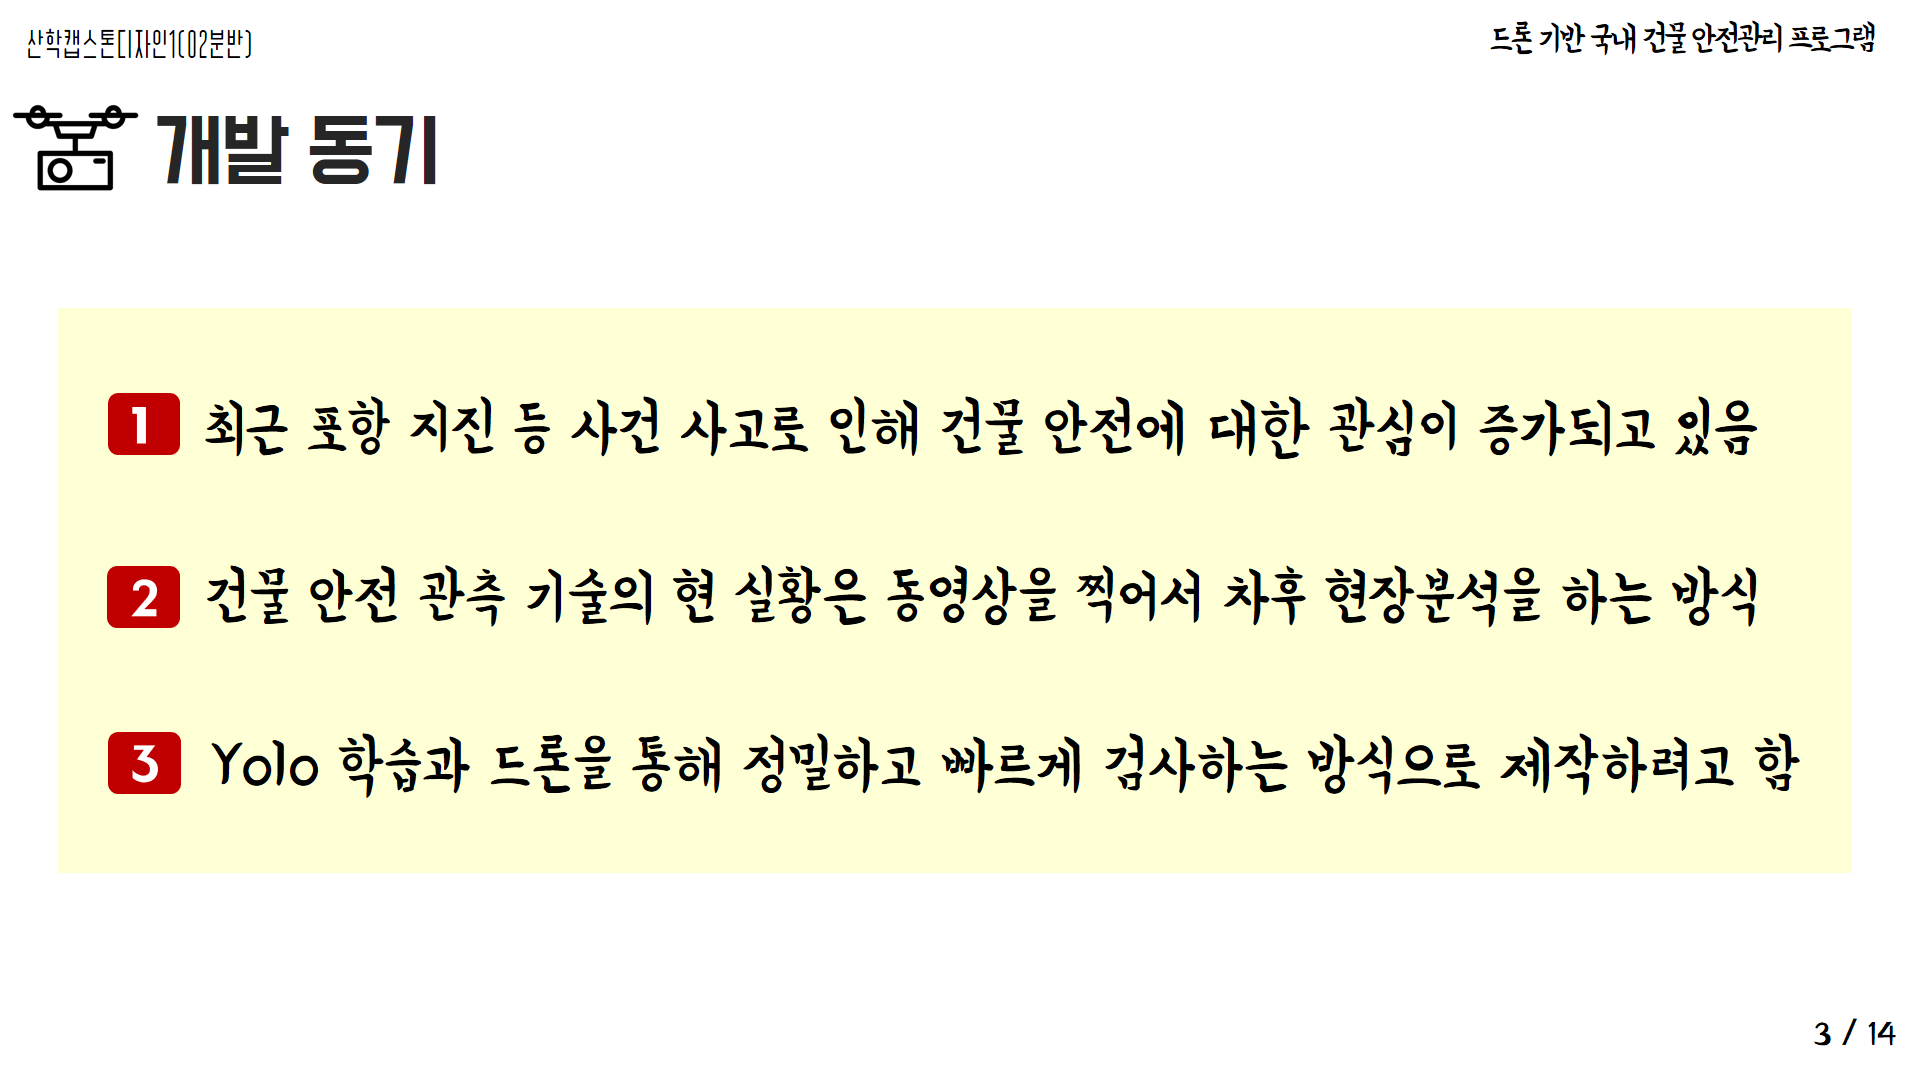 산학캡스톤디자인1(02분반)
드론 기반 국내 건물 안전관리 프로그램
개발 동기
1 최근 포항 지진 등 사건 사고로 인해 건물 안전에 대한 관심이 증가되고 있음
2 건물 안전 관측 기술의 현 실황은 동영상을 찍어서 차후 현장분석을 하는 방식
3 Yolo 학습과 드론을 통해 정밀하고 빠르게 검사하는 방식으로 제작하려고 함
3 / 14